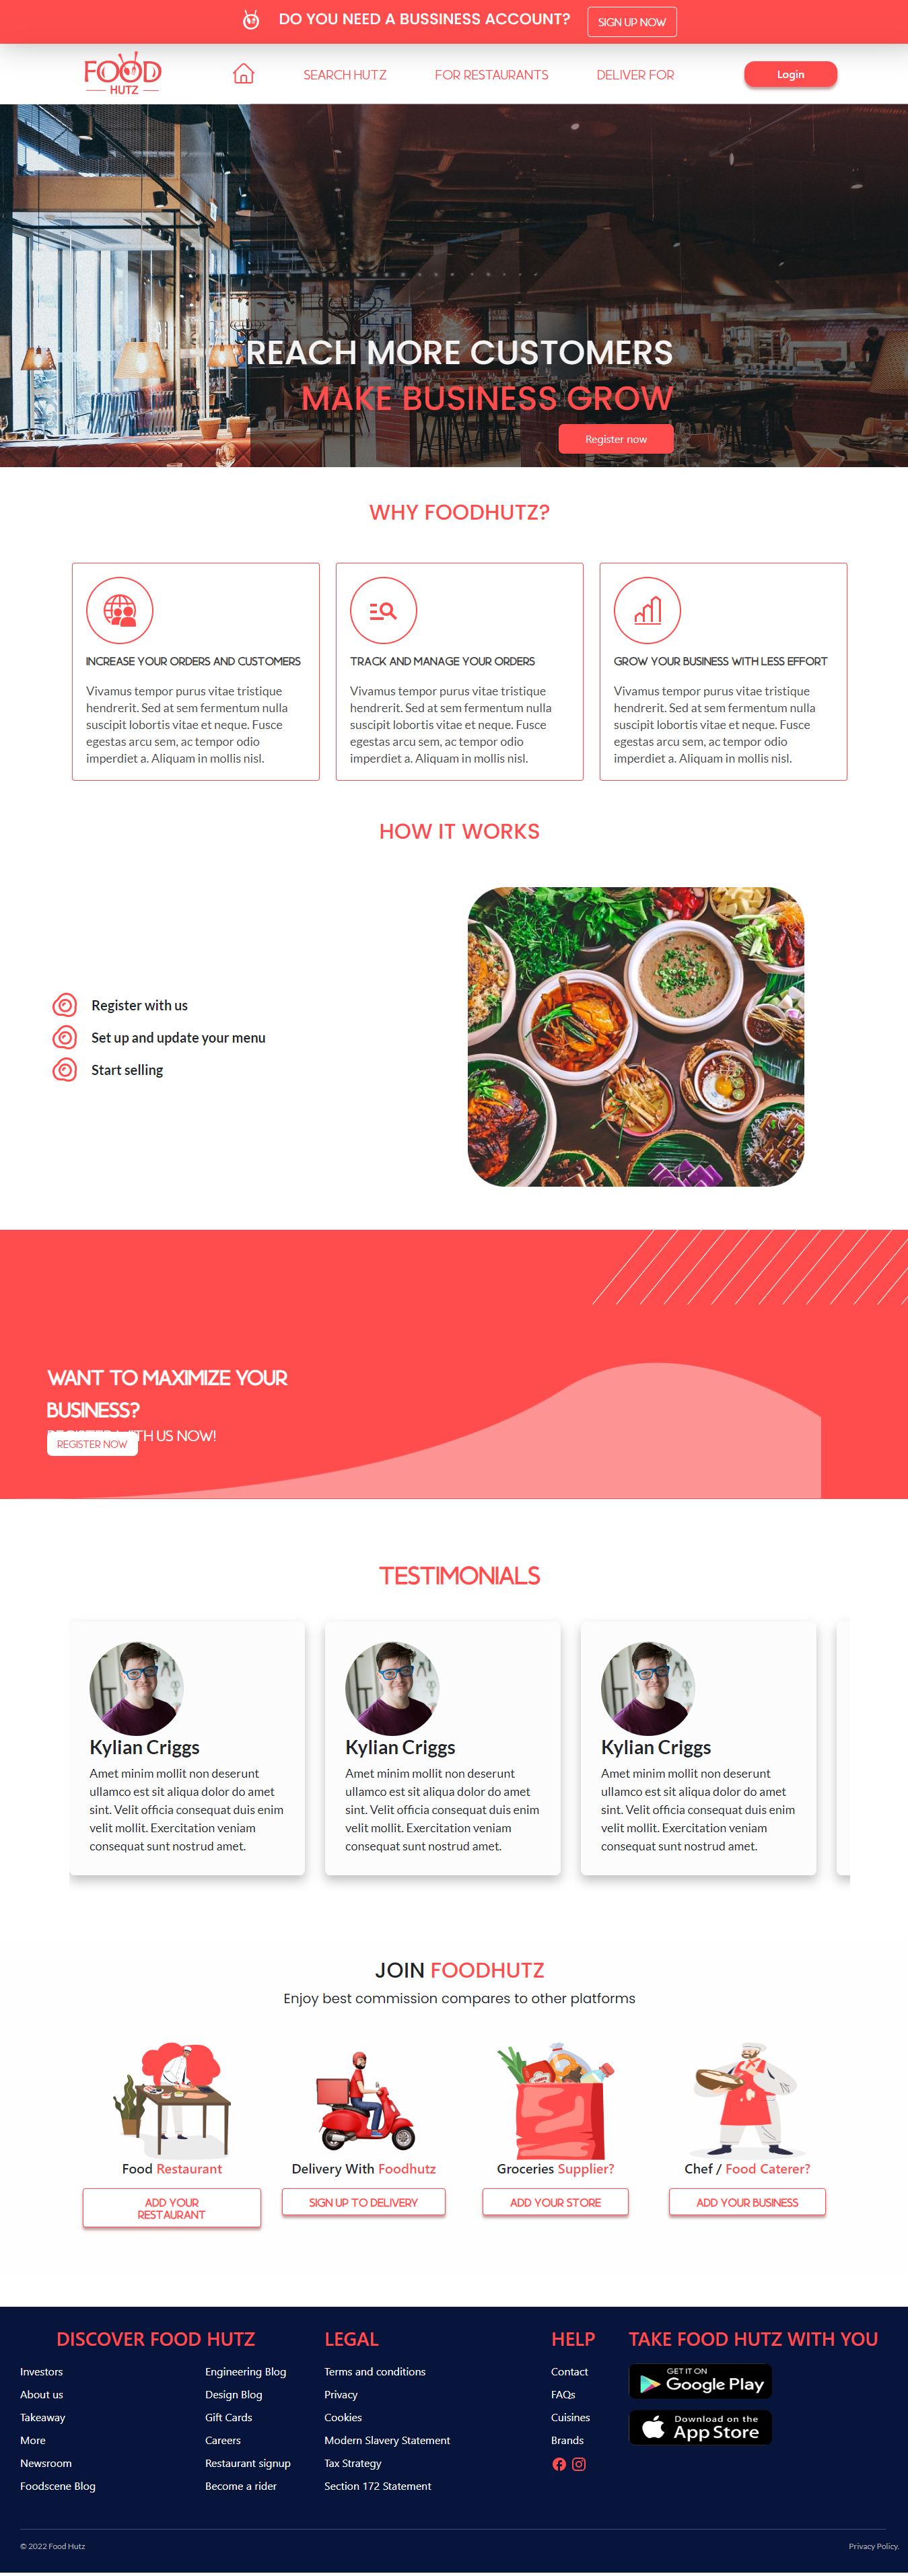 DO YOU NEED A BUSSINESS ACCOUNT?
SIGN UP NOW
FOOD
HUTZ
SEARCH HUTZ
FOR RESTAURANTS
DELIVER FOR
Login
REACH MORE CUSTOMERS
MAKE BUSINESS GROW
Register now
WHY FOODHUTZ?
INCREASE YOUR ORDERS AND CUSTOMERS
Vivamus tempor purus vitae tristique
hendrerit. Sed at sem fermentum nulla
suscipit lobortis vitae et neque. Fusce
egestas arcu sem, ac tempor odio
imperdiet a. Aliquam in mollis nisl.
TRACK AND MANAGE YOUR ORDERS
Vivamus tempor purus vitae tristique
hendrerit. Sed at sem fermentum nulla
suscipit lobortis vitae et neque. Fusce
egestas arcu sem, ac tempor odio
imperdiet a. Aliquam in mollis nisl.
GROW YOUR BUSINESS WITH LESS EFFORT
Vivamus tempor purus vitae tristique
hendrerit. Sed at sem fermentum nulla
suscipit lobortis vitae et neque. Fusce
egestas arcu sem, ac tempor odio
imperdiet a. Aliquam in mollis nisl.
HOW IT WORKS
Register with us
Set up and update your menu
Start selling
WANT TO MAXIMIZE YOUR
BUSINESS?
REGISTER WITH US NOW!
REGISTER NOW
TESTIMONIALS
Kylian Criggs
Amet minim mollit non deserunt
ullamco est sit aliqua dolor do amet
sint. Velit officia consequat duis enim
velit mollit. Exercitation veniam
consequat sunt nostrud amet.
Kylian Criggs
Amet minim mollit non deserunt
ullamco est sit aliqua dolor do amet
sint. Velit officia consequat duis enim
velit mollit. Exercitation veniam
consequat sunt nostrud amet.
Kylian Criggs
Amet minim mollit non deserunt
ullamco est sit aliqua dolor do amet
sint. Velit officia consequat duis enim
velit mollit. Exercitation veniam
consequat sunt nostrud amet.
JOIN FOODHUTZ
Enjoy best commission compares to other platforms
Food Restaurant
ADD YOUR
RESTAURANT
Delivery With Foodhutz
SIGN UP TO DELIVERY
Groceries Supplier?
ADD YOUR STORE
Chef / Food Caterer?
ADD YOUR BUSINESS
DISCOVER FOOD HUTZ
Investors
About us
Takeaway
More
Newsroom
Foodscene Blog
Engineering Blog
Design Blog
Gift Cards
Careers
Restaurant signup
Become a rider
LEGAL
Terms and conditions
Privacy
Cookies
Modern Slavery Statement
Tax Strategy
Section 172 Statement
HELP
Contact
FAQs
Cuisines
Brands
TAKE FOOD HUTZ WITH YOU
GET IT ON
Google Play
Download on the
App Store
© 2022 Food Hutz
Privacy Policy.